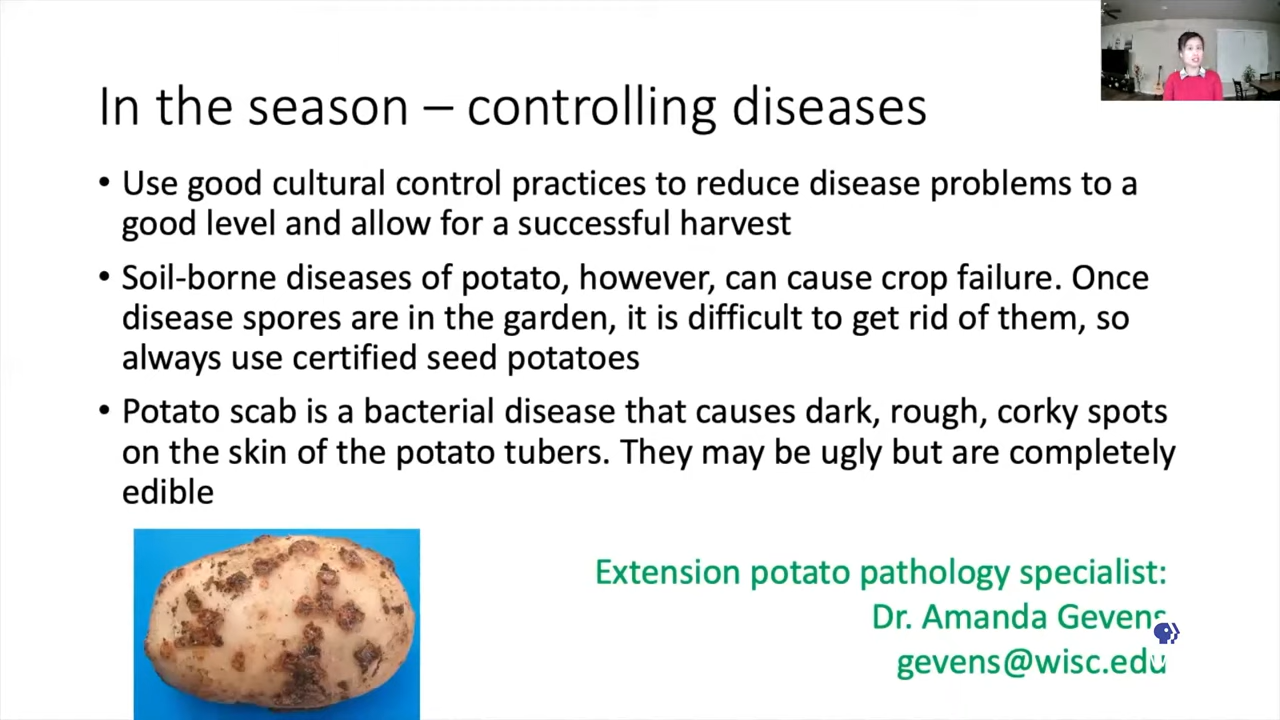 In the season – controlling diseases
• Use good cultural control practices to reduce disease problems to a
good level and allow for a successful harvest
• Soil-borne diseases of potato, however, can cause crop failure. Once
disease spores are in the garden, it is difficult to get rid of them, so
always use certified seed potatoes
• Potato scab is a bacterial disease that causes dark, rough, corky spots
on the skin of the potato tubers. They may be ugly but are completely
edible
Extension potato pathology specialist:
Dr. Amanda Gevens
gevens@wisc.edu